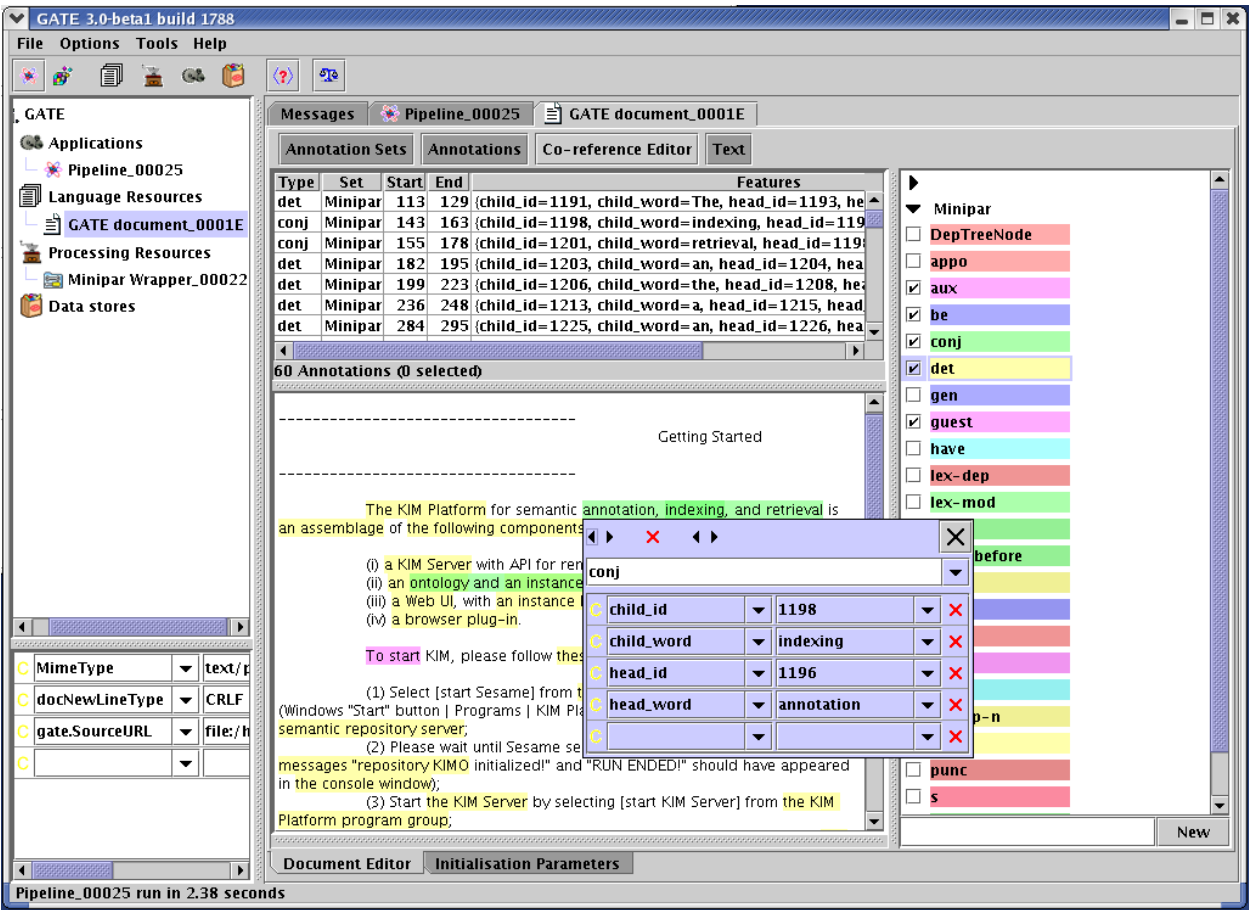 GATE 3.0-beta1 build 1788
File Options Tools Help
GATE
Applications
Pipeline_00025
Language Resources
GATE document_0001E
Processing Resources
Minipar Wrapper_00022
Data stores
MimeType text/p
docNewLineType CRLF
gate.SourceURL file:/h
Messages Pipeline_00025 GATE document_0001E
Annotation Sets Annotations Co-reference Editor Text
Type Set Start End Features
det Minipar 113 129 {child_id=1191, child_word=The, head_id=1193, he
conj Minipar 143 163 {child_id=1198, child_word=indexing, head_id=119
conj Minipar 155 178 {child_id=1201, child_word=retrieval, head_id=119
det Minipar 182 195 {child_id=1203, child_word=an, head_id=1204, hea
det Minipar 199 223 {child_id=1206, child_word=the, head_id=1208, he
det Minipar 236 248 {child_id=1213, child_word=a, head_id=1215, head
det Minipar 284 295 {child_id=1225, child_word=an, head_id=1226, hea
60 Annotations (0 selected)
-----------------------------------
Getting Started
-----------------------------------
The KIM Platform for semantic annotation, indexing, and retrieval is
an assemblage of the following components
(i) a KIM Server with API for ren
(ii) an ontology and an instance
(iii) a Web UI, with an instance
(iv) a browser plug-in.
To start KIM, please follow thes
(1) Select [start Sesame] from t
(Windows "Start" button | Programs | KIM Pla
semantic repository server;
(2) Please wait until Sesame se
messages "repository KIMO initialized!" and "RUN ENDED!" should have appeared
in the console window);
(3) Start the KIM Server by selecting [start KIM Server] from the KIM
Platform program group;
conj
C child_id 1198
C child_word indexing
C head_id 1196
C head_word annotation
C
Minipar
DepTreeNode
appo
aux
be
conj
det
gen
guest
have
lex-dep
lex-mod
before
p-n
punc
s
New
Document Editor Initialisation Parameters
Pipeline_00025 run in 2.38 seconds